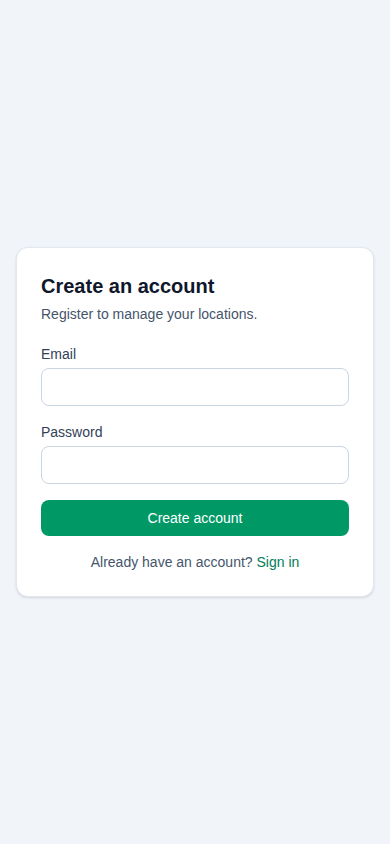 Create an account
Register to manage your locations.
Email
Password
Create account
Already have an account? Sign in